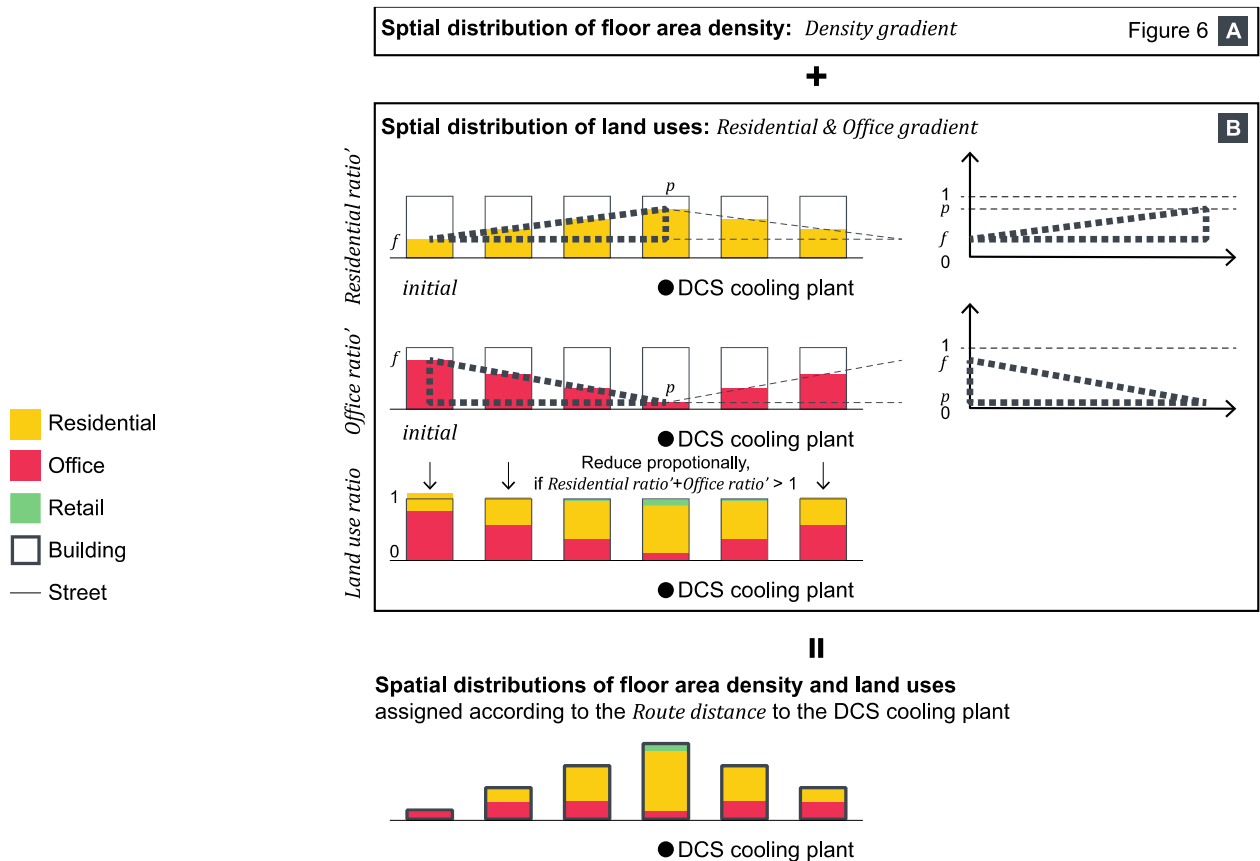 Sptial distribution of floor area density: Density gradient
Figure 6 A
+
Sptial distribution of land uses: Residential & Office gradient
B
Residential ratio'
p
f
initial
DCS cooling plant
1
p
f
0
Office ratio'
f
p
initial
DCS cooling plant
1
f
p
0
Residential
Office
Retail
Building
Street
Land use ratio
Reduce propotionally,
if Residential ratio'+Office ratio' > 1
1
0
DCS cooling plant
=
Spatial distributions of floor area density and land uses
assigned according to the Route distance to the DCS cooling plant
DCS cooling plant